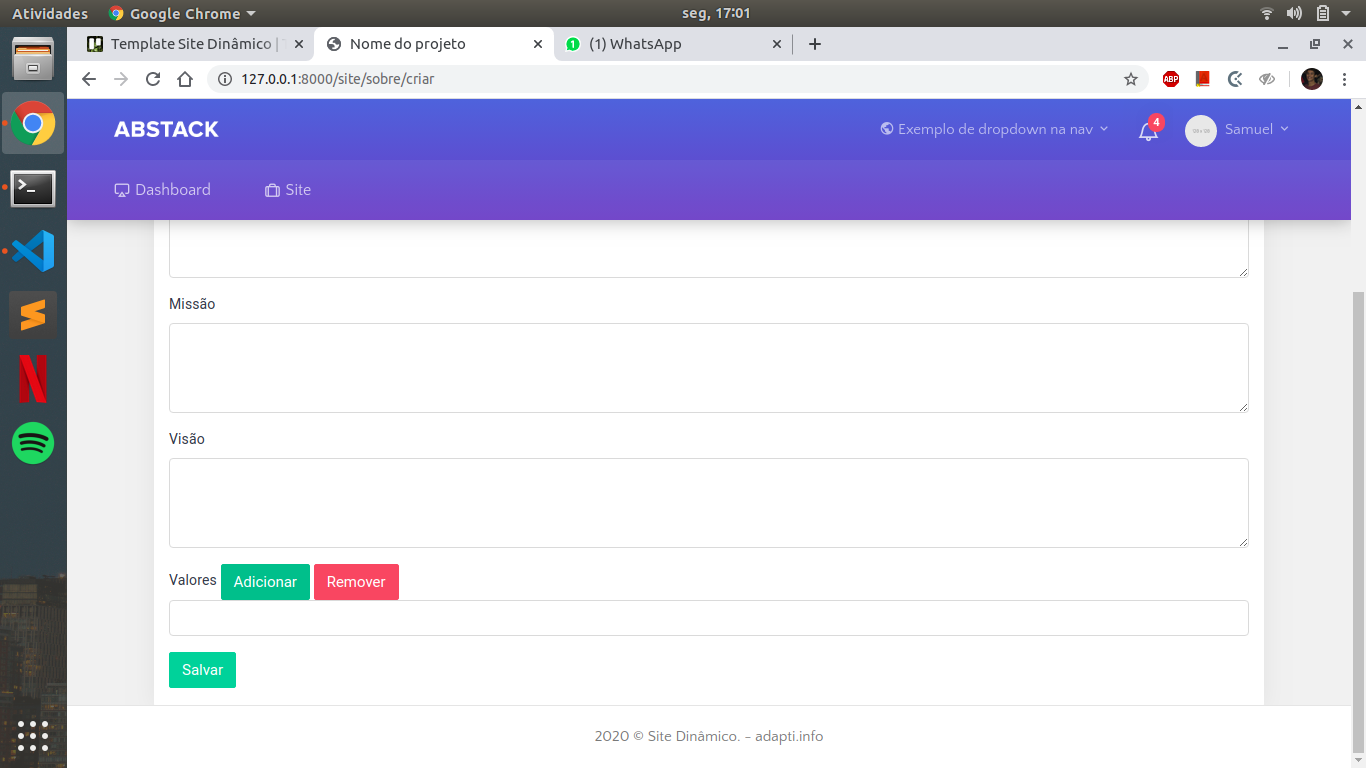 Atividades Google Chrome seg, 17:01
Template Site Dinâmico | T Nome do projeto (1) WhatsApp
127.0.0.1:8000/site/sobre/criar ABP
ABSTACK Exemplo de dropdown na nav 4 Samuel
Dashboard Site
Missão
Visão
Valores Adicionar Remover
Salvar
2020 © Site Dinâmico. - adapti.info